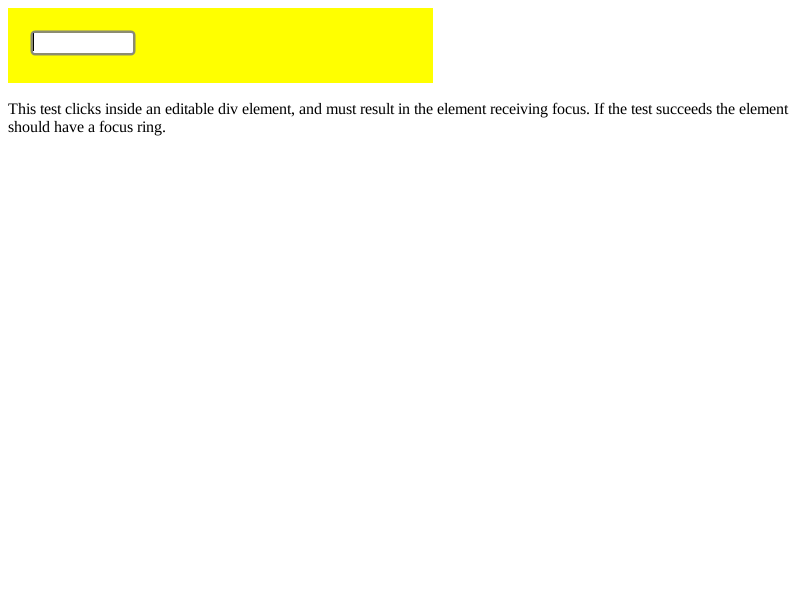 This test clicks inside an editable div element, and must result in the element receiving focus. If the test succeeds the element
should have a focus ring.